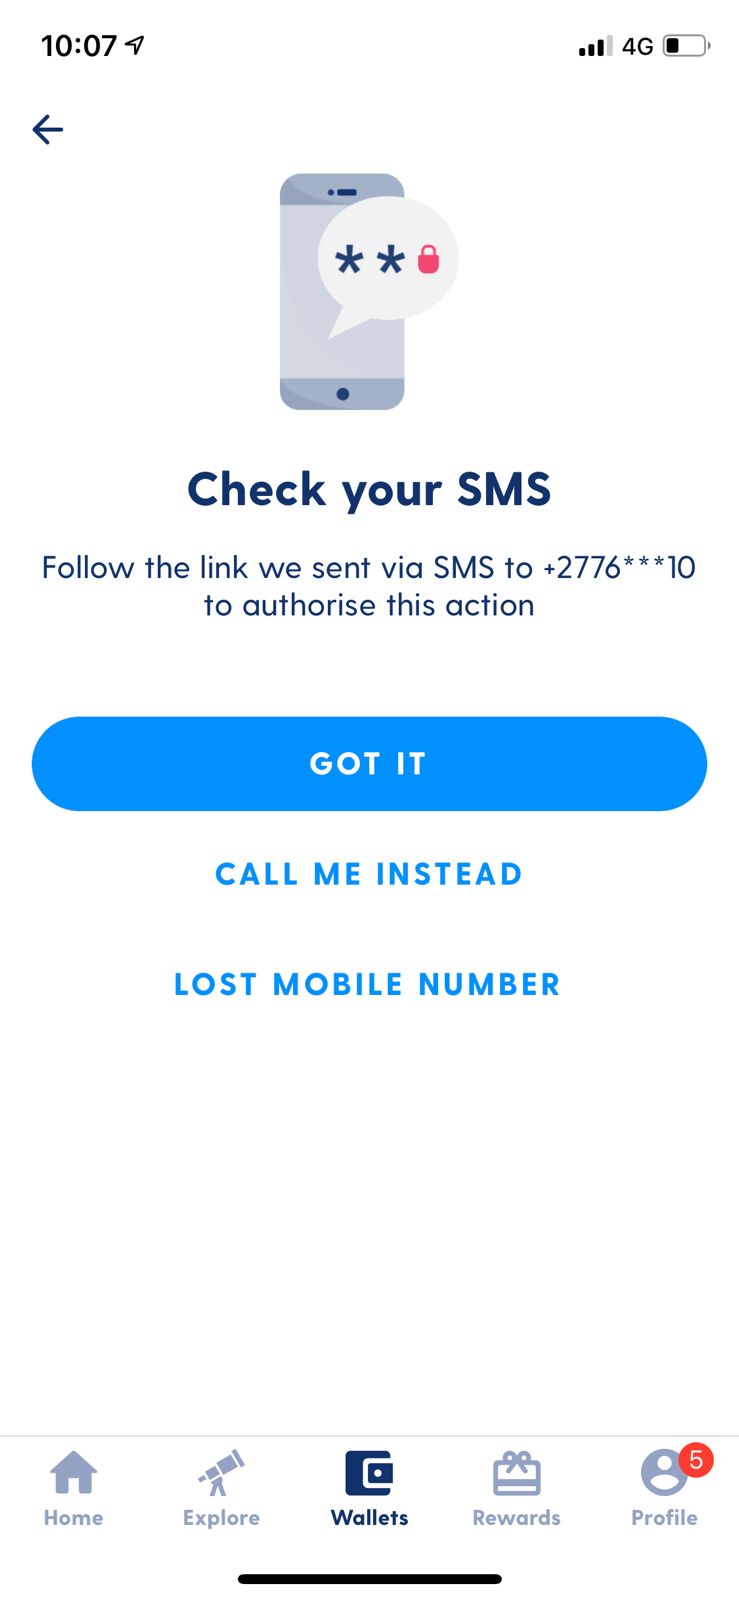 10:07
4G
Check your SMS
Follow the link we sent via SMS to +2776***10
to authorise this action
GOT IT
CALL ME INSTEAD
LOST MOBILE NUMBER
5
Home Explore Wallets Rewards Profile